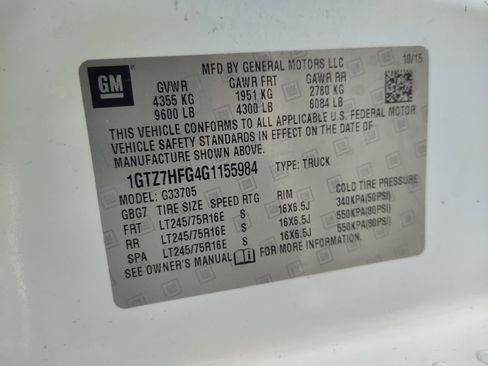 MFD BY GENERAL MOTORS LLC
10/15
GM
GVWR GAWR FRT GAWR RR
4355 KG 1951 KG 2760 KG
9600 LB 4300 LB 6084 LB
THIS VEHICLE CONFORMS TO ALL APPLICABLE U.S. FEDERAL MOTOR
VEHICLE SAFETY STANDARDS IN EFFECT ON THE DATE OF
MANUFACTURE SHOWN ABOVE.
1GTZ7HFG4G1155984 TYPE: TRUCK
MODEL: G33705
GBG7 TIRE SIZE SPEED RTG RIM COLD TIRE PRESSURE
FRT LT245/75R16E S 16X6.5J 340KPA(50PSI)
RR LT245/75R16E S 16X6.5J 550KPA(80PSI)
SPA LT245/75R16E S 16X6.5J 550KPA(80PSI)
SEE OWNER'S MANUAL FOR MORE INFORMATION.